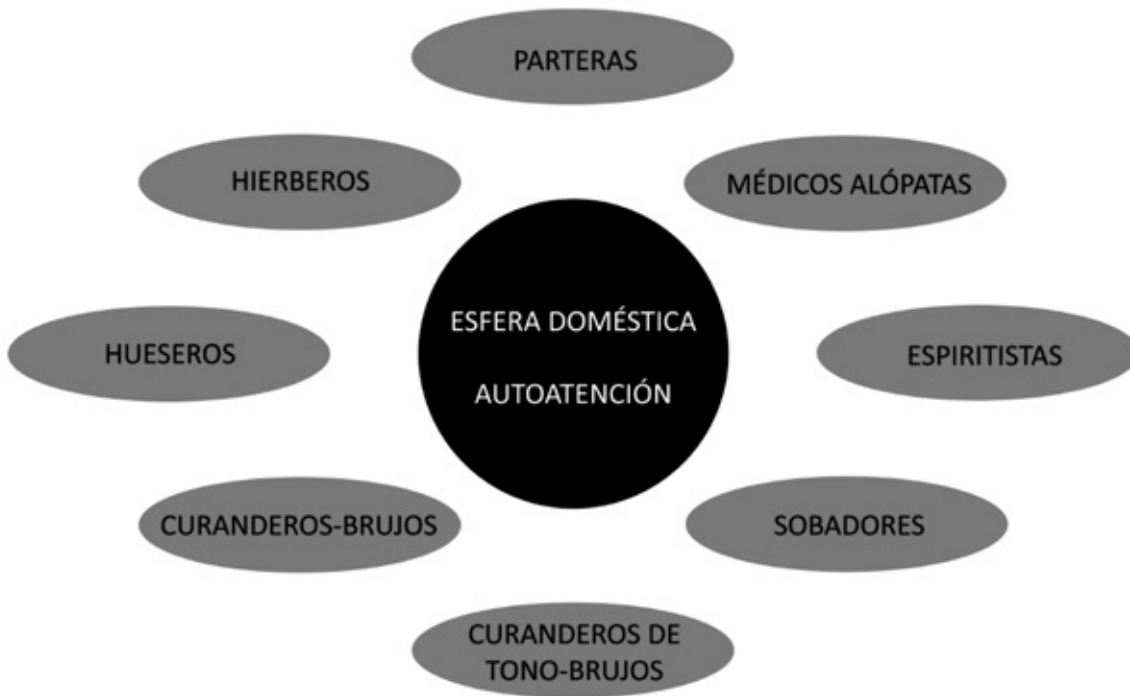 PARTERAS
HIERBEROS
MÉDICOS ALÓPATAS
ESFERA DOMÉSTICA
AUTOATENCIÓN
HUESEROS
ESPIRITISTAS
CURANDEROS-BRUJOS
SOBADORES
CURANDEROS DE
TONO-BRUJOS